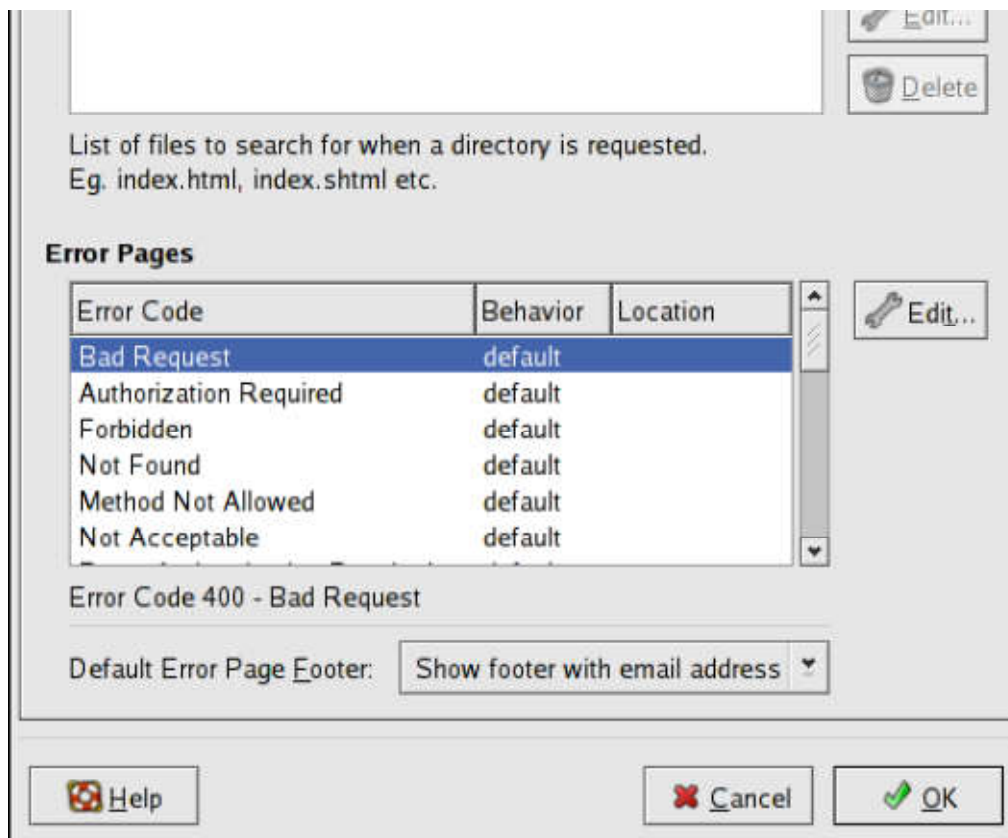 Edit...
Delete
List of files to search for when a directory is requested.
Eg. index.html, index.shtml etc.
Error Pages
Error Code Behavior Location
Edit...
Bad Request default
Authorization Required default
Forbidden default
Not Found default
Method Not Allowed default
Not Acceptable default
Error Code 400 - Bad Request
Default Error Page Footer: Show footer with email address
Help Cancel OK